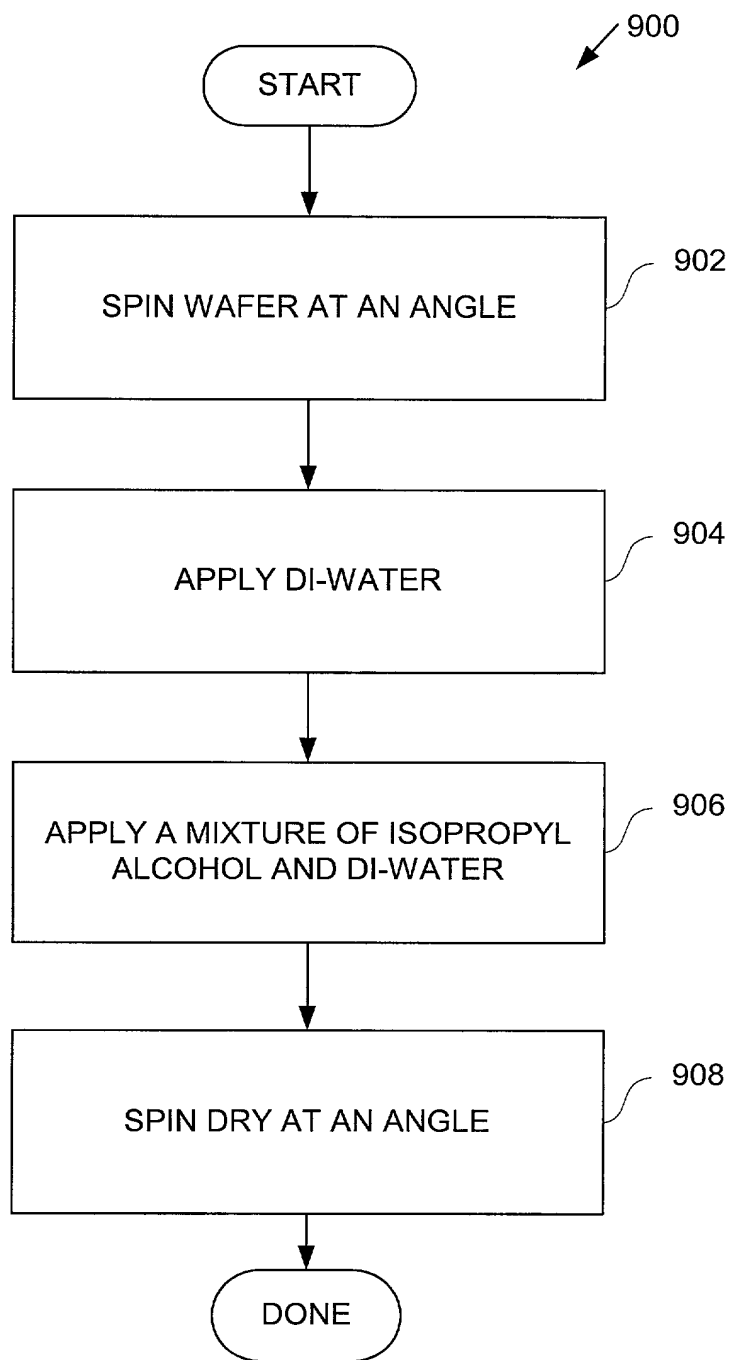 900
START
SPIN WAFER AT AN ANGLE
902
APPLY DI-WATER
904
APPLY A MIXTURE OF ISOPROPYL
ALCOHOL AND DI-WATER
906
SPIN DRY AT AN ANGLE
908
DONE